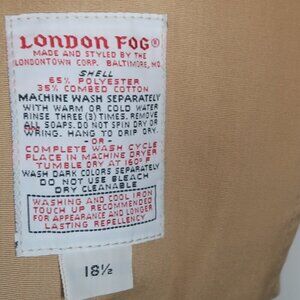 LONDON FOG®
MADE AND STYLED BY THE
LONDONTOWN CORP. BALTIMORE, MD.
SHELL
65% POLYESTER
35% COMBED COTTON
MACHINE WASH SEPARATELY
WITH WARM OR COLD WATER
RINSE THREE (3) TIMES. REMOVE
ALL SOAPS. DO NOT SPIN DRY OR
WRING. HANG TO DRIP DRY.
-OR-
COMPLETE WASH CYCLE
PLACE IN MACHINE DRYER
TUMBLE DRY AT 160°F
WASH DARK COLORS SEPARATELY
DO NOT USE BLEACH
DRY CLEANABLE
WASHING AND COOL IRON
TOUCH UP RECOMMENDED
FOR APPEARANCE AND LONGER
LASTING REPELLENCY.
18½